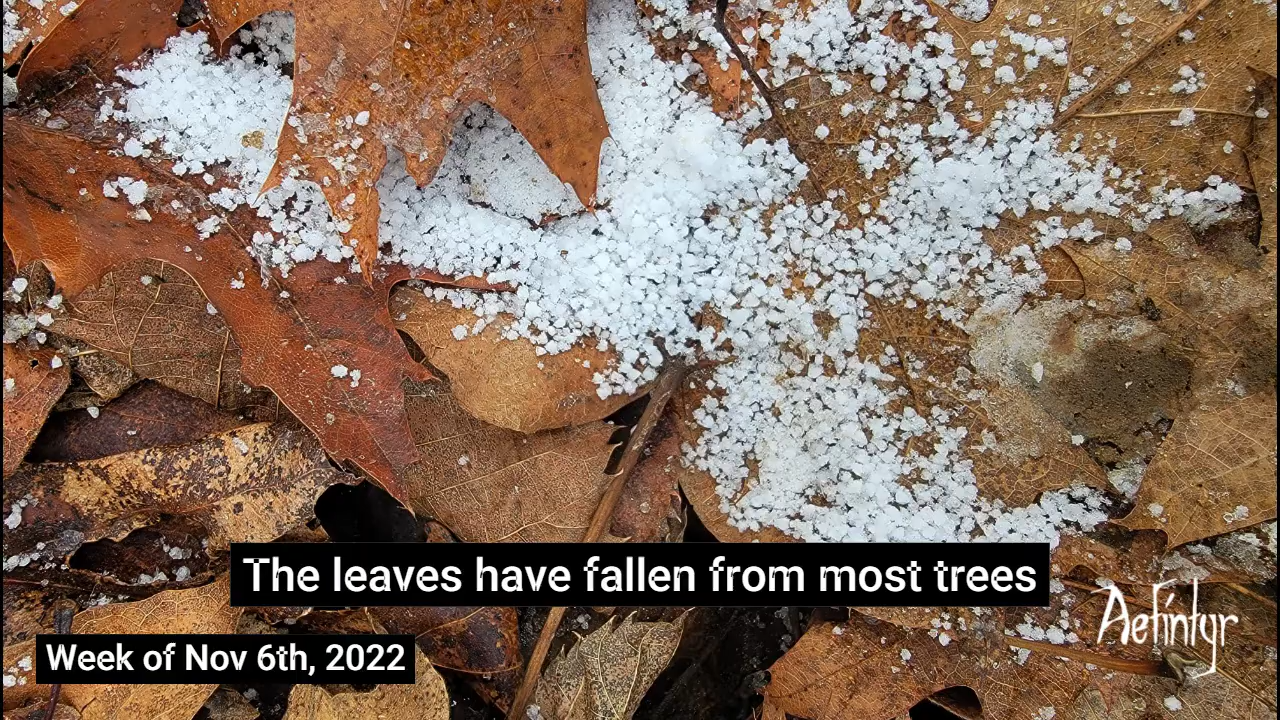 The leaves have fallen from most trees
Week of Nov 6th, 2022
Aefintyr